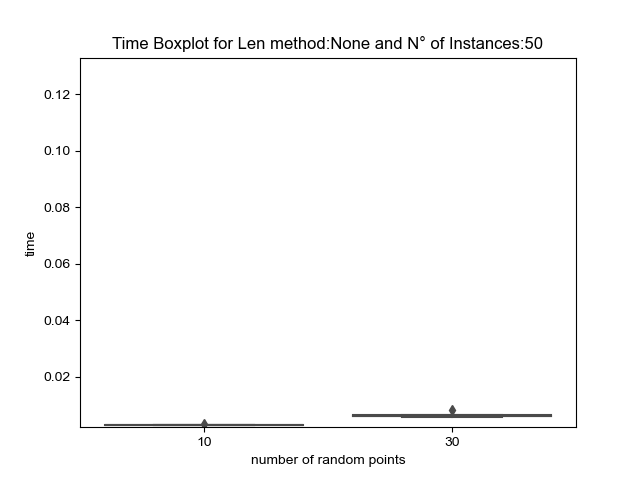 Time Boxplot for Len method:None and N° of Instances:50
0.12
0.10
0.08
0.06
0.04
0.02
time
10 30
number of random points